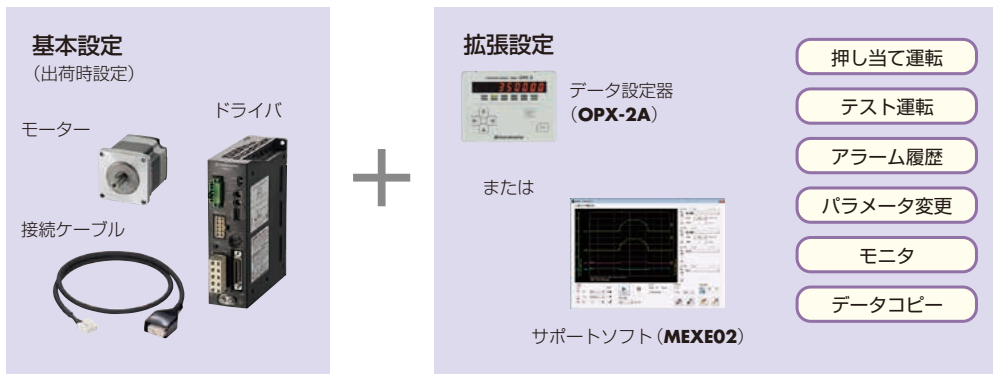 基本設定
（出荷時設定）
モーター
ドライバ
接続ケーブル
＋
拡張設定
データ設定器
（OPX-2A）
350000
または
サポートソフト（MEXE02）
押し当て運転
テスト運転
アラーム履歴
パラメータ変更
モニタ
データコピー